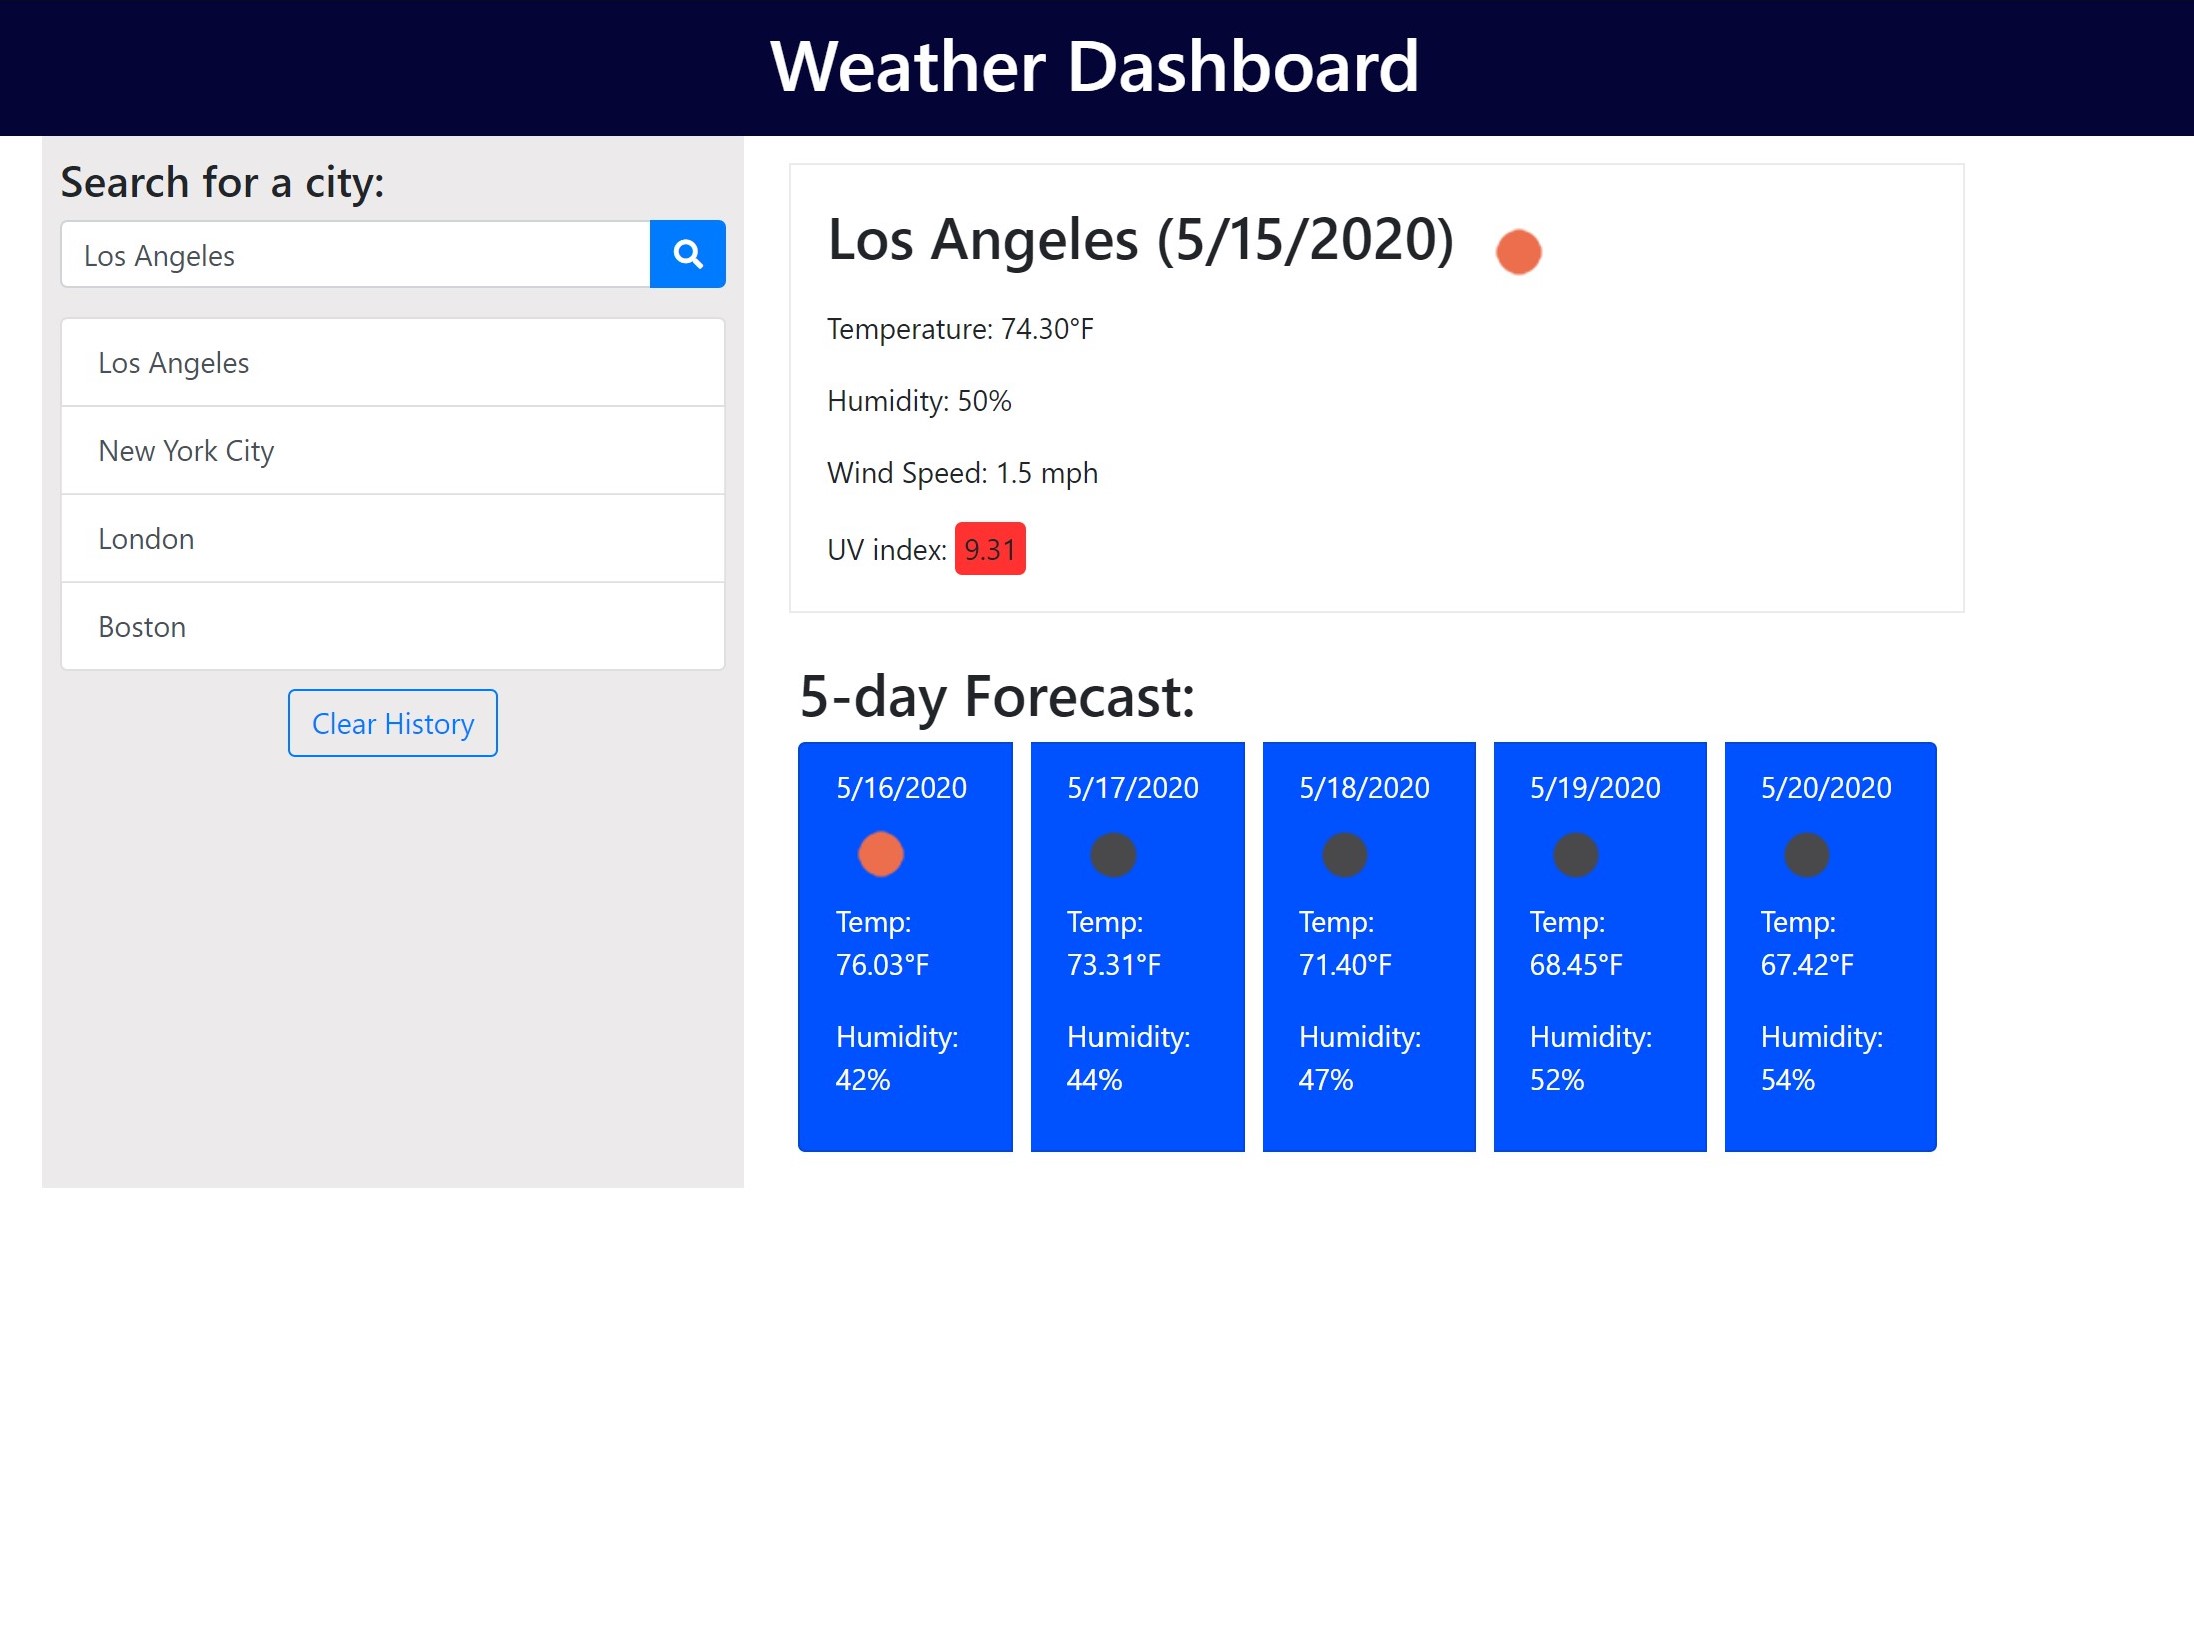 Weather Dashboard
Search for a city:
Los Angeles
Los Angeles
New York City
London
Boston
Clear History
Los Angeles (5/15/2020)
Temperature: 74.30°F
Humidity: 50%
Wind Speed: 1.5 mph
UV index: 9.31
5-day Forecast:
5/16/2020
Temp:
76.03°F
Humidity:
42%
5/17/2020
Temp:
73.31°F
Humidity:
44%
5/18/2020
Temp:
71.40°F
Humidity:
47%
5/19/2020
Temp:
68.45°F
Humidity:
52%
5/20/2020
Temp:
67.42°F
Humidity:
54%